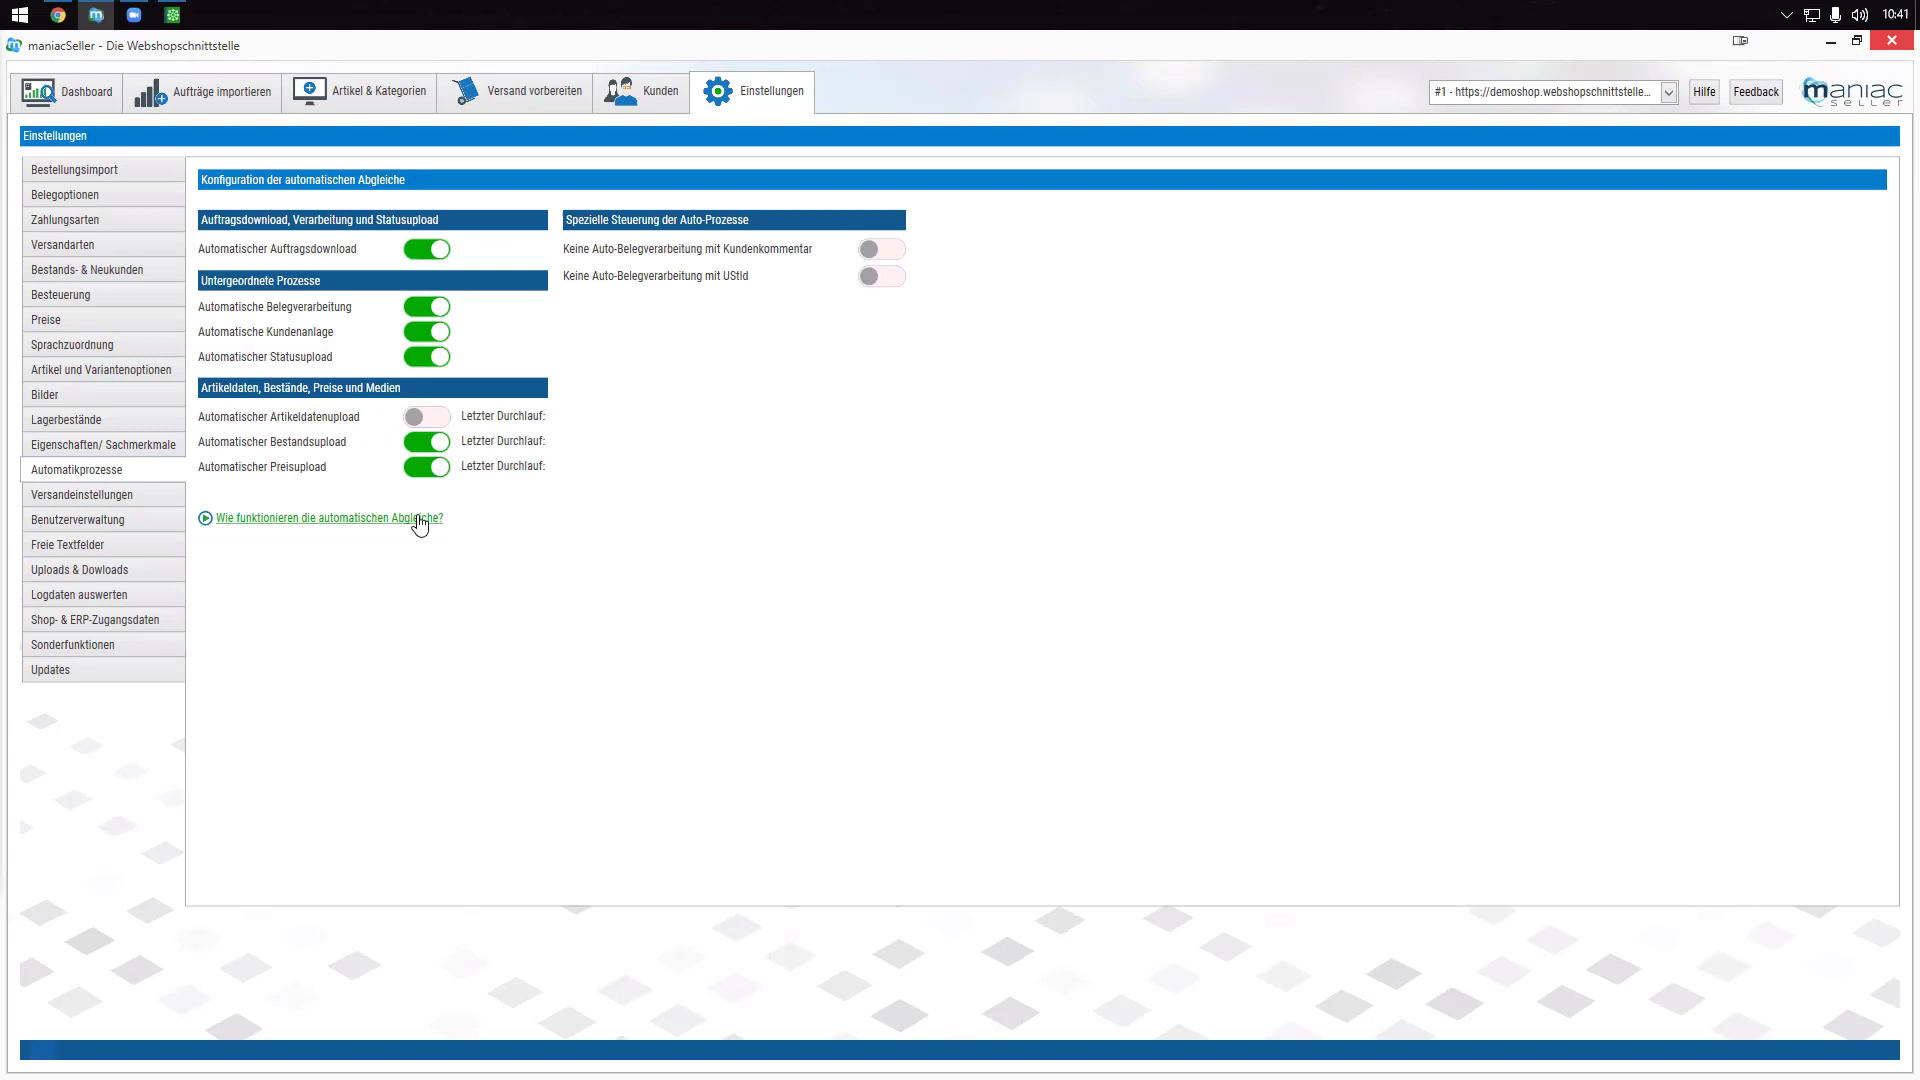 10:41
maniacSeller - Die Webshopschnittstelle
Dashboard
Aufträge importieren
Artikel & Kategorien
Versand vorbereiten
Kunden
Einstellungen
#1 - https://demoshop.webshopschnittstelle...
Hilfe
Feedback
maniac
seller
Einstellungen
Bestellungsimport
Belegoptionen
Zahlungsarten
Versandarten
Bestands- & Neukunden
Besteuerung
Preise
Sprachzuordnung
Artikel und Variantenoptionen
Bilder
Lagerbestände
Eigenschaften/ Sachmerkmale
Automatikprozesse
Versandeinstellungen
Benutzerverwaltung
Freie Textfelder
Uploads & Dowloads
Logdaten auswerten
Shop- & ERP-Zugangsdaten
Sonderfunktionen
Updates
Konfiguration der automatischen Abgleiche
Auftragsdownload, Verarbeitung und Statusupload
Automatischer Auftragsdownload
Untergeordnete Prozesse
Automatische Belegverarbeitung
Automatische Kundenanlage
Automatischer Statusupload
Artikeldaten, Bestände, Preise und Medien
Automatischer Artikeldatenupload Letzter Durchlauf:
Automatischer Bestandsupload Letzter Durchlauf:
Automatischer Preisupload Letzter Durchlauf:
Wie funktionieren die automatischen Abgleiche?
Spezielle Steuerung der Auto-Prozesse
Keine Auto-Belegverarbeitung mit Kundenkommentar
Keine Auto-Belegverarbeitung mit UStId